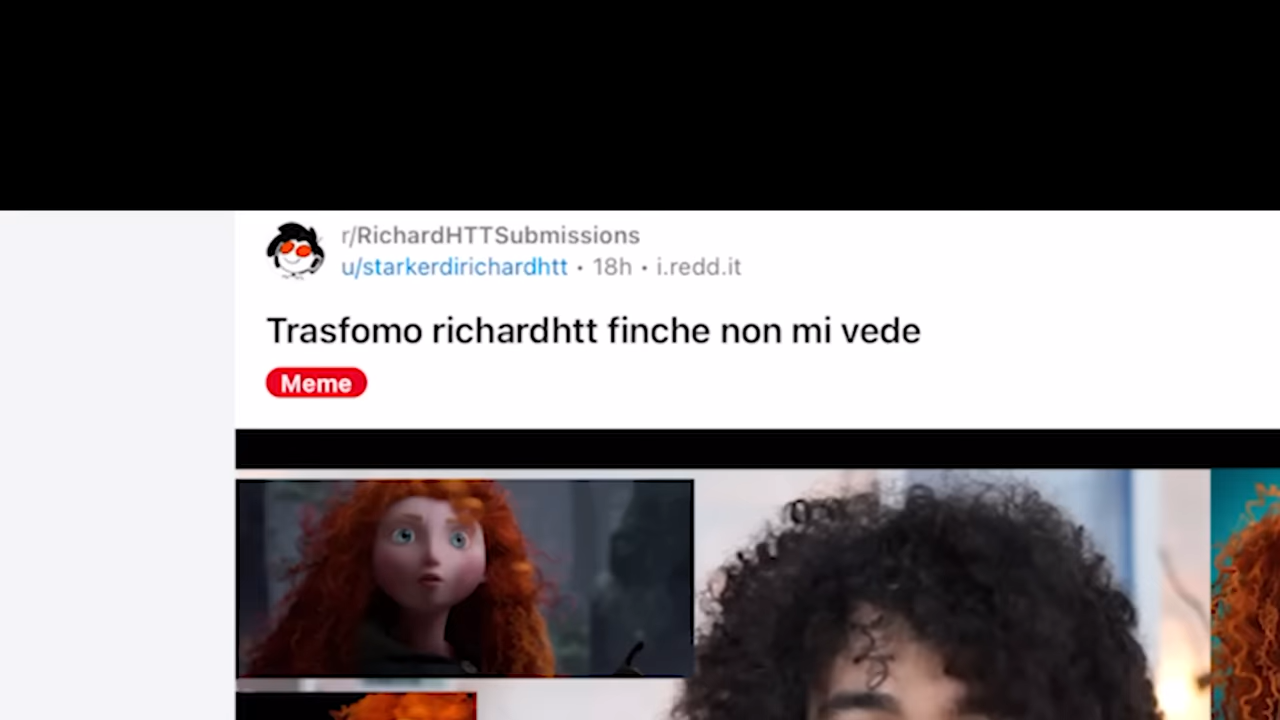 r/RichardHTTSubmissions
u/starkerdirichardhtt • 18h • i.redd.it
Trasfomo richardhtt finche non mi vede
Meme